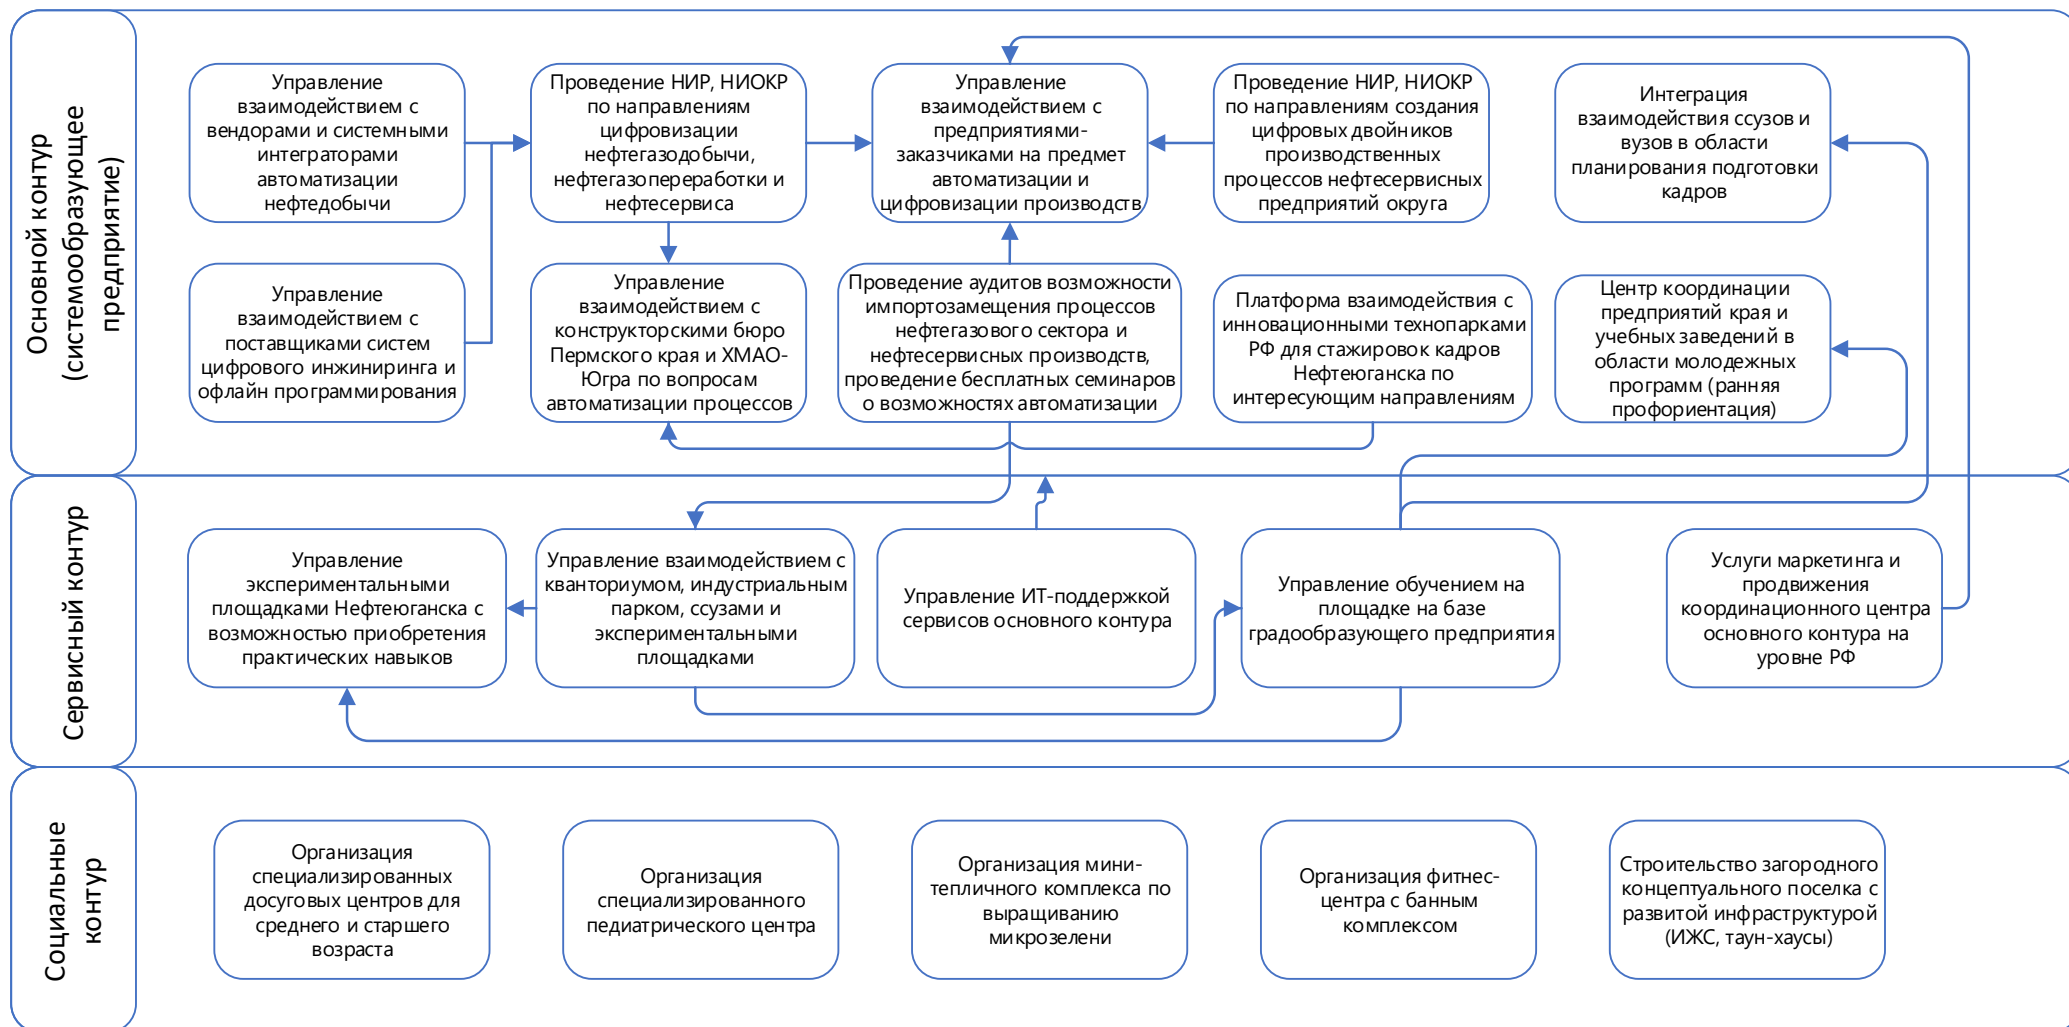 Основной контур
(системообразующее
предприятие)
Управление
взаимодействием с
вендорами и системными
интеграторами
автоматизации
нефтедобычи
Проведение НИР, НИОКР
по направлениям
цифровизации
нефтегазодобычи,
нефтегазопереработки и
нефтесервиса
Управление
взаимодействием с
предприятиями-
заказчиками на предмет
автоматизации и
цифровизации производств
Проведение НИР, НИОКР
по направлениям создания
цифровых двойников
производственных
процессов нефтесервисных
предприятий округа
Интеграция
взаимодействия ссузов и
вузов в области
планирования подготовки
кадров
Управление
взаимодействием с
поставщиками систем
цифрового инжиниринга и
офлайн программирования
Управление
взаимодействием с
конструкторскими бюро
Пермского края и ХМАО-
Югра по вопросам
автоматизации процессов
Проведение аудитов возможности
импортозамещения процессов
нефтегазового сектора и
нефтесервисных производств,
проведение бесплатных семинаров
о возможностях автоматизации
Платформа взаимодействия с
инновационными технопарками
РФ для стажировок кадров
Нефтеюганска по
интересующим направлениям
Центр координации
предприятий края и
учебных заведений в
области молодежных
программ (ранняя
профориентация)
Сервисный контур
Управление
экспериментальными
площадками Нефтеюганска с
возможностью приобретения
практических навыков
Управление взаимодействием с
кванториумом, индустриальным
парком, ссузами и
экспериментальными
площадками
Управление ИТ-поддержкой
сервисов основного контура
Управление обучением на
площадке на базе
градообразующего предприятия
Услуги маркетинга и
продвижения
координационного центра
основного контура на
уровне РФ
Социальные
контур
Организация
специализированных
досуговых центров для
среднего и старшего
возраста
Организация
специализированного
педиатрического центра
Организация мини-
тепличного комплекса по
выращиванию
микрозелени
Организация фитнес-
центра с банным
комплексом
Строительство загородного
концептуального поселка с
развитой инфраструктурой
(ИЖС, таун-хаусы)